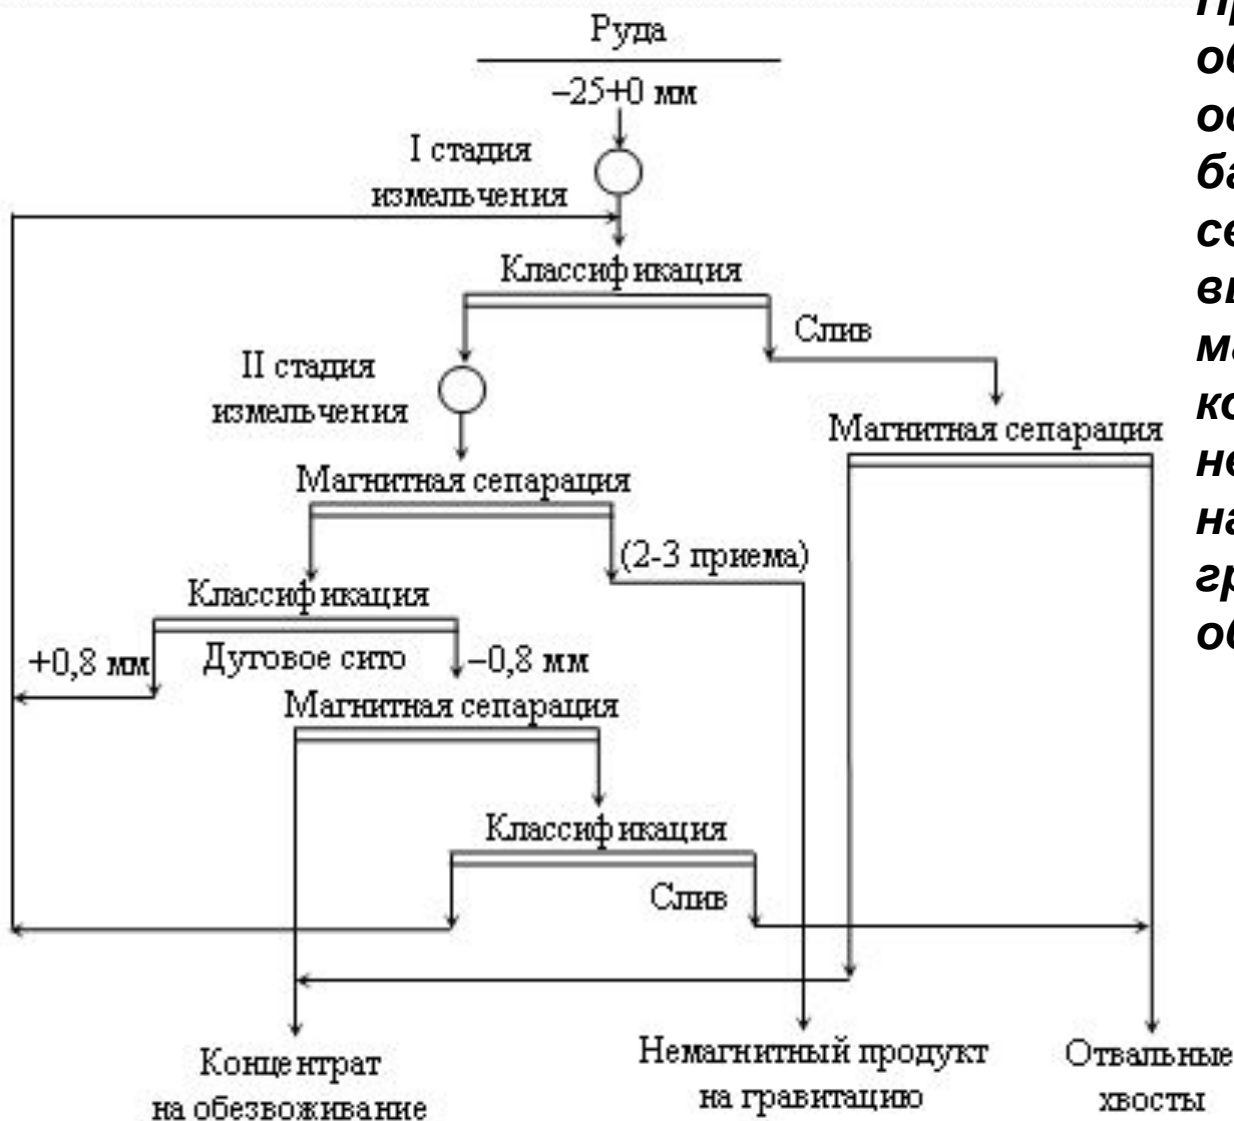 Руда
–25+0 мм
I стадия
измельчения
Классификация
Слив
II стадия
измельчения
Магнитная сепарация
Магнитная сепарация
(2-3 приема)
Классификация
+0,8 мм
Дуговое сито
–0,8 мм
Магнитная сепарация
Классификация
Слив
Концентрат
на обезвоживание
Немагнитный продукт
на гравитацию
Отвальные
хвосты